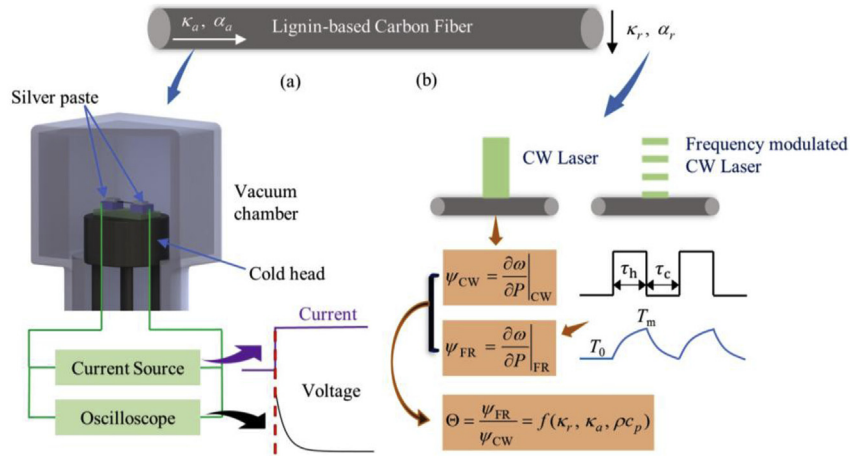 κa, αa
Lignin-based Carbon Fiber
κr, αr
(a)
(b)
Silver paste
Vacuum
chamber
Cold head
Current
Current Source
Voltage
Oscilloscope
CW Laser
Frequency modulated
CW Laser
ψCW = ∂ω/∂P|CW
τh
τc
ψFR = ∂ω/∂P|FR
T0
Tm
Θ = ψFR/ψCW = f(κr, κa, ρcp)